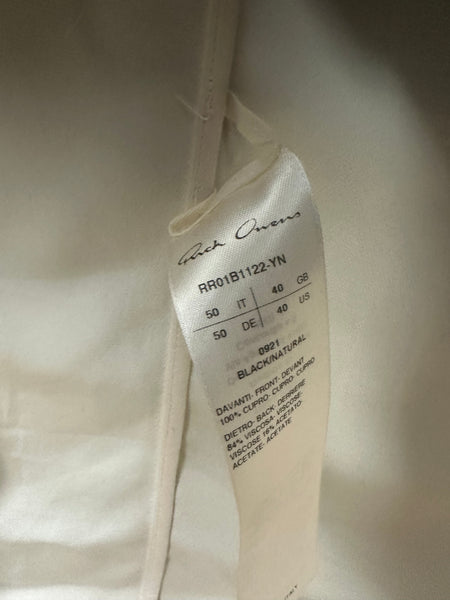 Rick Owens
RR01B1122-YN
50 IT 40 GB
50 DE 40 US
0921
BLACK/NATURAL
DAVANTI- FRONT- DEVANT
100% CUPRO- CUPRO- CUPRO
DIETRO- BACK- DERRIERE
84% VISCOSA- VISCOSE-
VISCOSE 16% ACETATO-
ACETATE- ACETATE